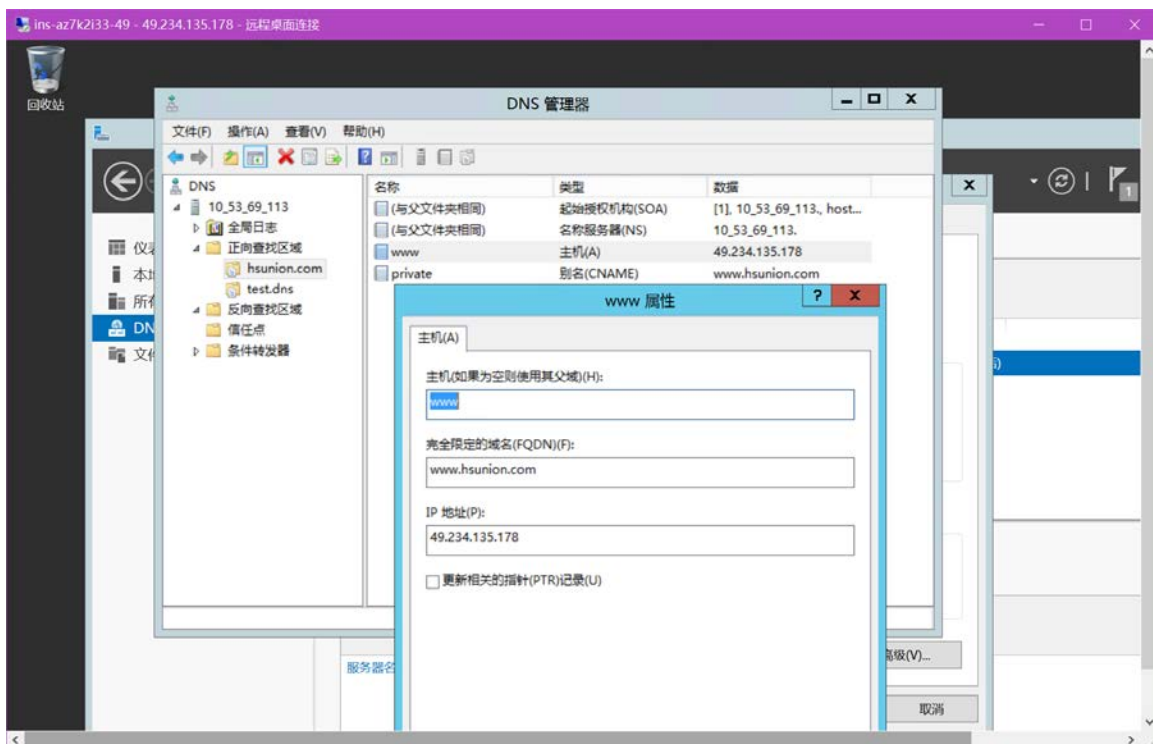 ins-az7k2i33-49 - 49.234.135.178 - 远程桌面连接
回收站
DNS 管理器
文件(F) 操作(A) 查看(V) 帮助(H)
DNS
10_53_69_113
全局日志
正向查找区域
hsunion.com
test.dns
反向查找区域
信任点
条件转发器
名称 类型 数据
(与父文件夹相同) 起始授权机构(SOA) [1], 10_53_69_113., host...
(与父文件夹相同) 名称服务器(NS) 10_53_69_113.
www 主机(A) 49.234.135.178
private 别名(CNAME) www.hsunion.com
1
所有
DN
文件
www 属性
主机(A)
主机(如果为空则使用其父域)(H):
www
完全限定的域名(FQDN)(F):
www.hsunion.com
IP 地址(P):
49.234.135.178
更新相关的指针(PTR)记录(U)
服务器名
高级(V)...
取消